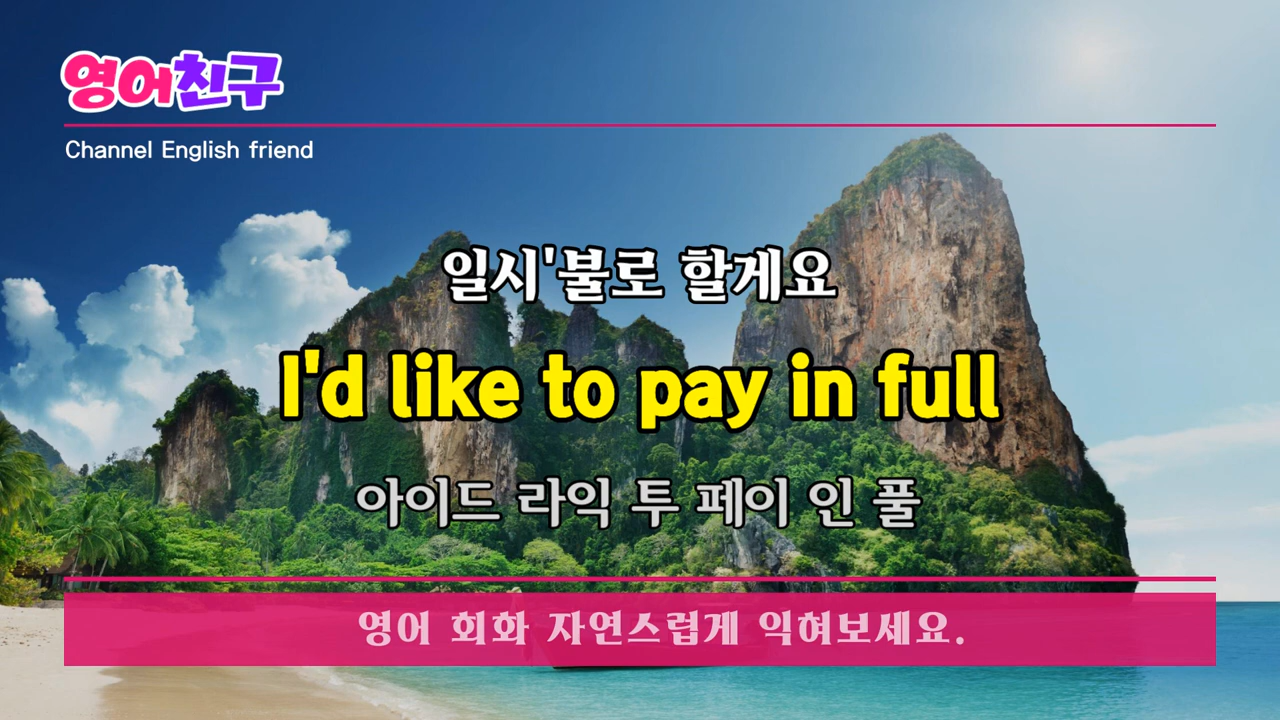 영어친구
Channel English friend
일시'불로 할게요
I'd like to pay in full
아이드 라익 투 페이 인 풀
영어 회화 자연스럽게 익혀보세요.